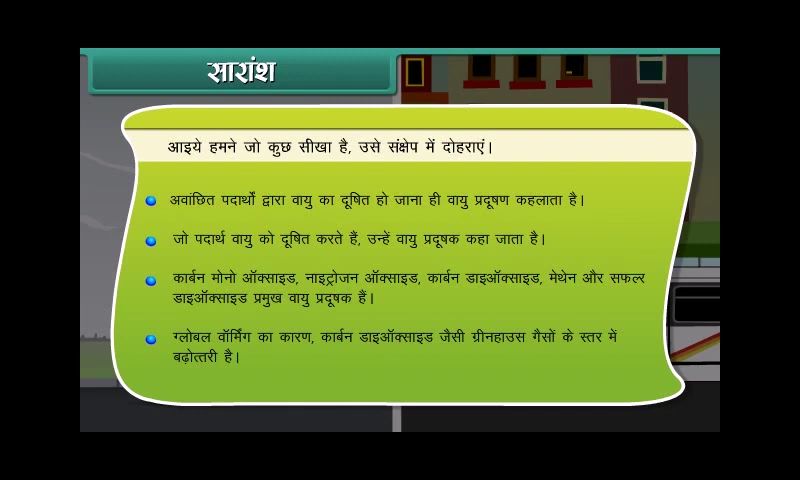 सारांश
आइये हमने जो कुछ सीखा है, उसे संक्षेप में दोहराएं।
अवांछित पदार्थों द्वारा वायु का दूषित हो जाना ही वायु प्रदूषण कहलाता है।
जो पदार्थ वायु को दूषित करते हैं, उन्हें वायु प्रदूषक कहा जाता है।
कार्बन मोनो ऑक्साइड, नाइट्रोजन ऑक्साइड, कार्बन डाइऑक्साइड, मेथेन और सफल्र
डाइऑक्साइड प्रमुख वायु प्रदूषक हैं।
ग्लोबल वॉर्मिंग का कारण, कार्बन डाइऑक्साइड जैसी ग्रीनहाउस गैसों के स्तर में
बढ़ोत्तरी है।